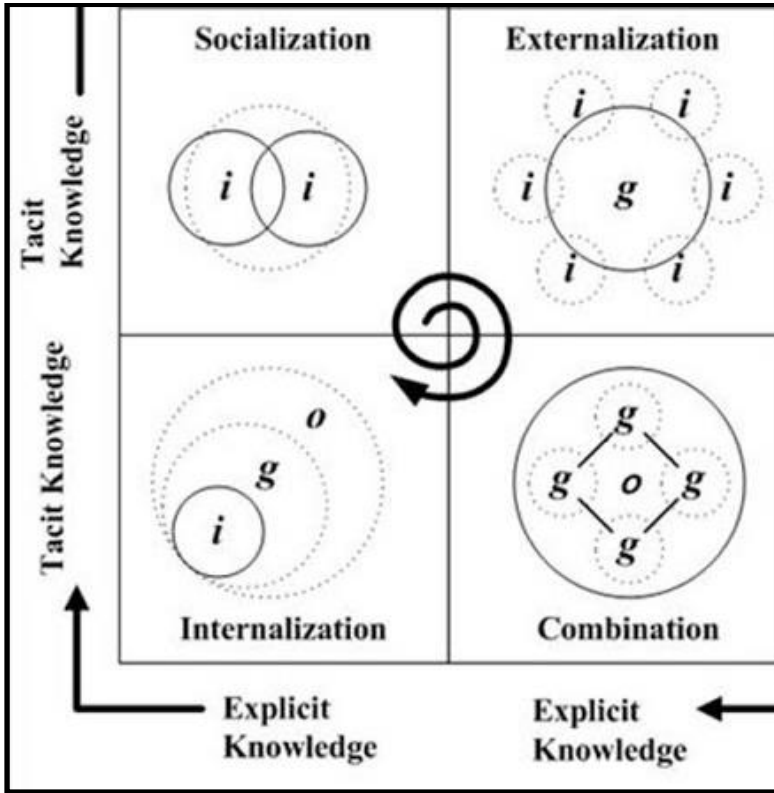 Socialization
Externalization
Tacit
Knowledge
i
i
i
i
i
g
i
i
i
Tacit Knowledge
o
g
i
g
g
o
g
g
Internalization
Combination
Explicit
Knowledge
Explicit
Knowledge